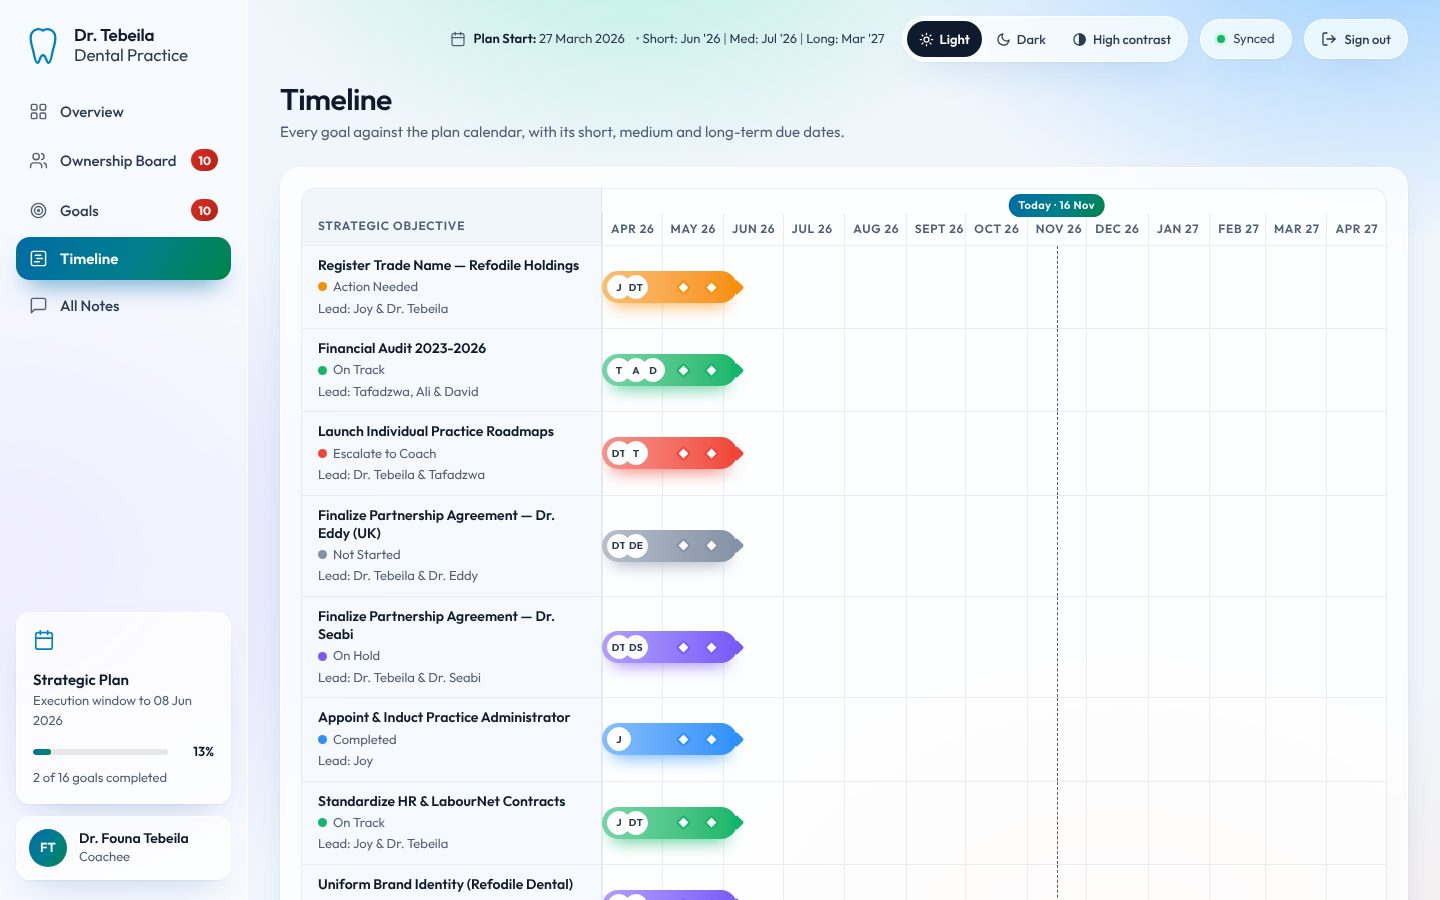 Dr. Tebeila
Dental Practice
Overview
Ownership Board 10
Goals 10
Timeline
All Notes
Strategic Plan
Execution window to 08 Jun
2026
13%
2 of 16 goals completed
FT
Dr. Founa Tebeila
Coachee
Plan Start: 27 March 2026 • Short: Jun '26 | Med: Jul '26 | Long: Mar '27
Light
Dark
High contrast
Synced
Sign out
Timeline
Every goal against the plan calendar, with its short, medium and long-term due dates.
Today · 16 Nov
STRATEGIC OBJECTIVE
APR 26 MAY 26 JUN 26 JUL 26 AUG 26 SEPT 26 OCT 26 NOV 26 DEC 26 JAN 27 FEB 27 MAR 27 APR 27
Register Trade Name — Refodile Holdings
Action Needed
Lead: Joy & Dr. Tebeila
J DT
Financial Audit 2023-2026
On Track
Lead: Tafadzwa, Ali & David
T A D
Launch Individual Practice Roadmaps
Escalate to Coach
Lead: Dr. Tebeila & Tafadzwa
DT T
Finalize Partnership Agreement — Dr.
Eddy (UK)
Not Started
Lead: Dr. Tebeila & Dr. Eddy
DT DE
Finalize Partnership Agreement — Dr.
Seabi
On Hold
Lead: Dr. Tebeila & Dr. Seabi
DT DS
Appoint & Induct Practice Administrator
Completed
Lead: Joy
J
Standardize HR & LabourNet Contracts
On Track
Lead: Joy & Dr. Tebeila
J DT
Uniform Brand Identity (Refodile Dental)